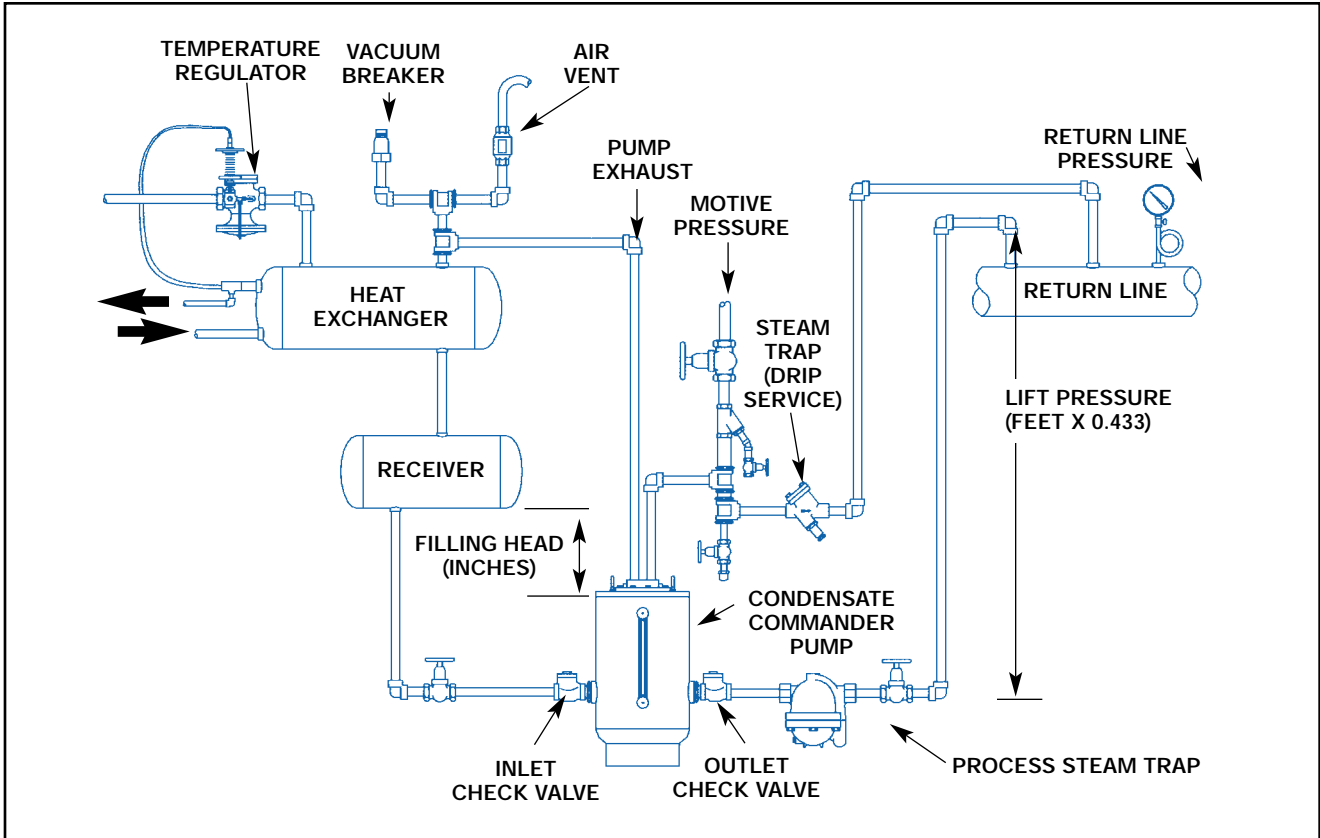 TEMPERATURE
REGULATOR
VACUUM
BREAKER
AIR
VENT
PUMP
EXHAUST
MOTIVE
PRESSURE
RETURN LINE
PRESSURE
HEAT
EXCHANGER
RETURN LINE
STEAM
TRAP
(DRIP
SERVICE)
LIFT PRESSURE
(FEET X 0.433)
RECEIVER
FILLING HEAD
(INCHES)
CONDENSATE
COMMANDER
PUMP
INLET
CHECK VALVE
OUTLET
CHECK VALVE
PROCESS STEAM TRAP